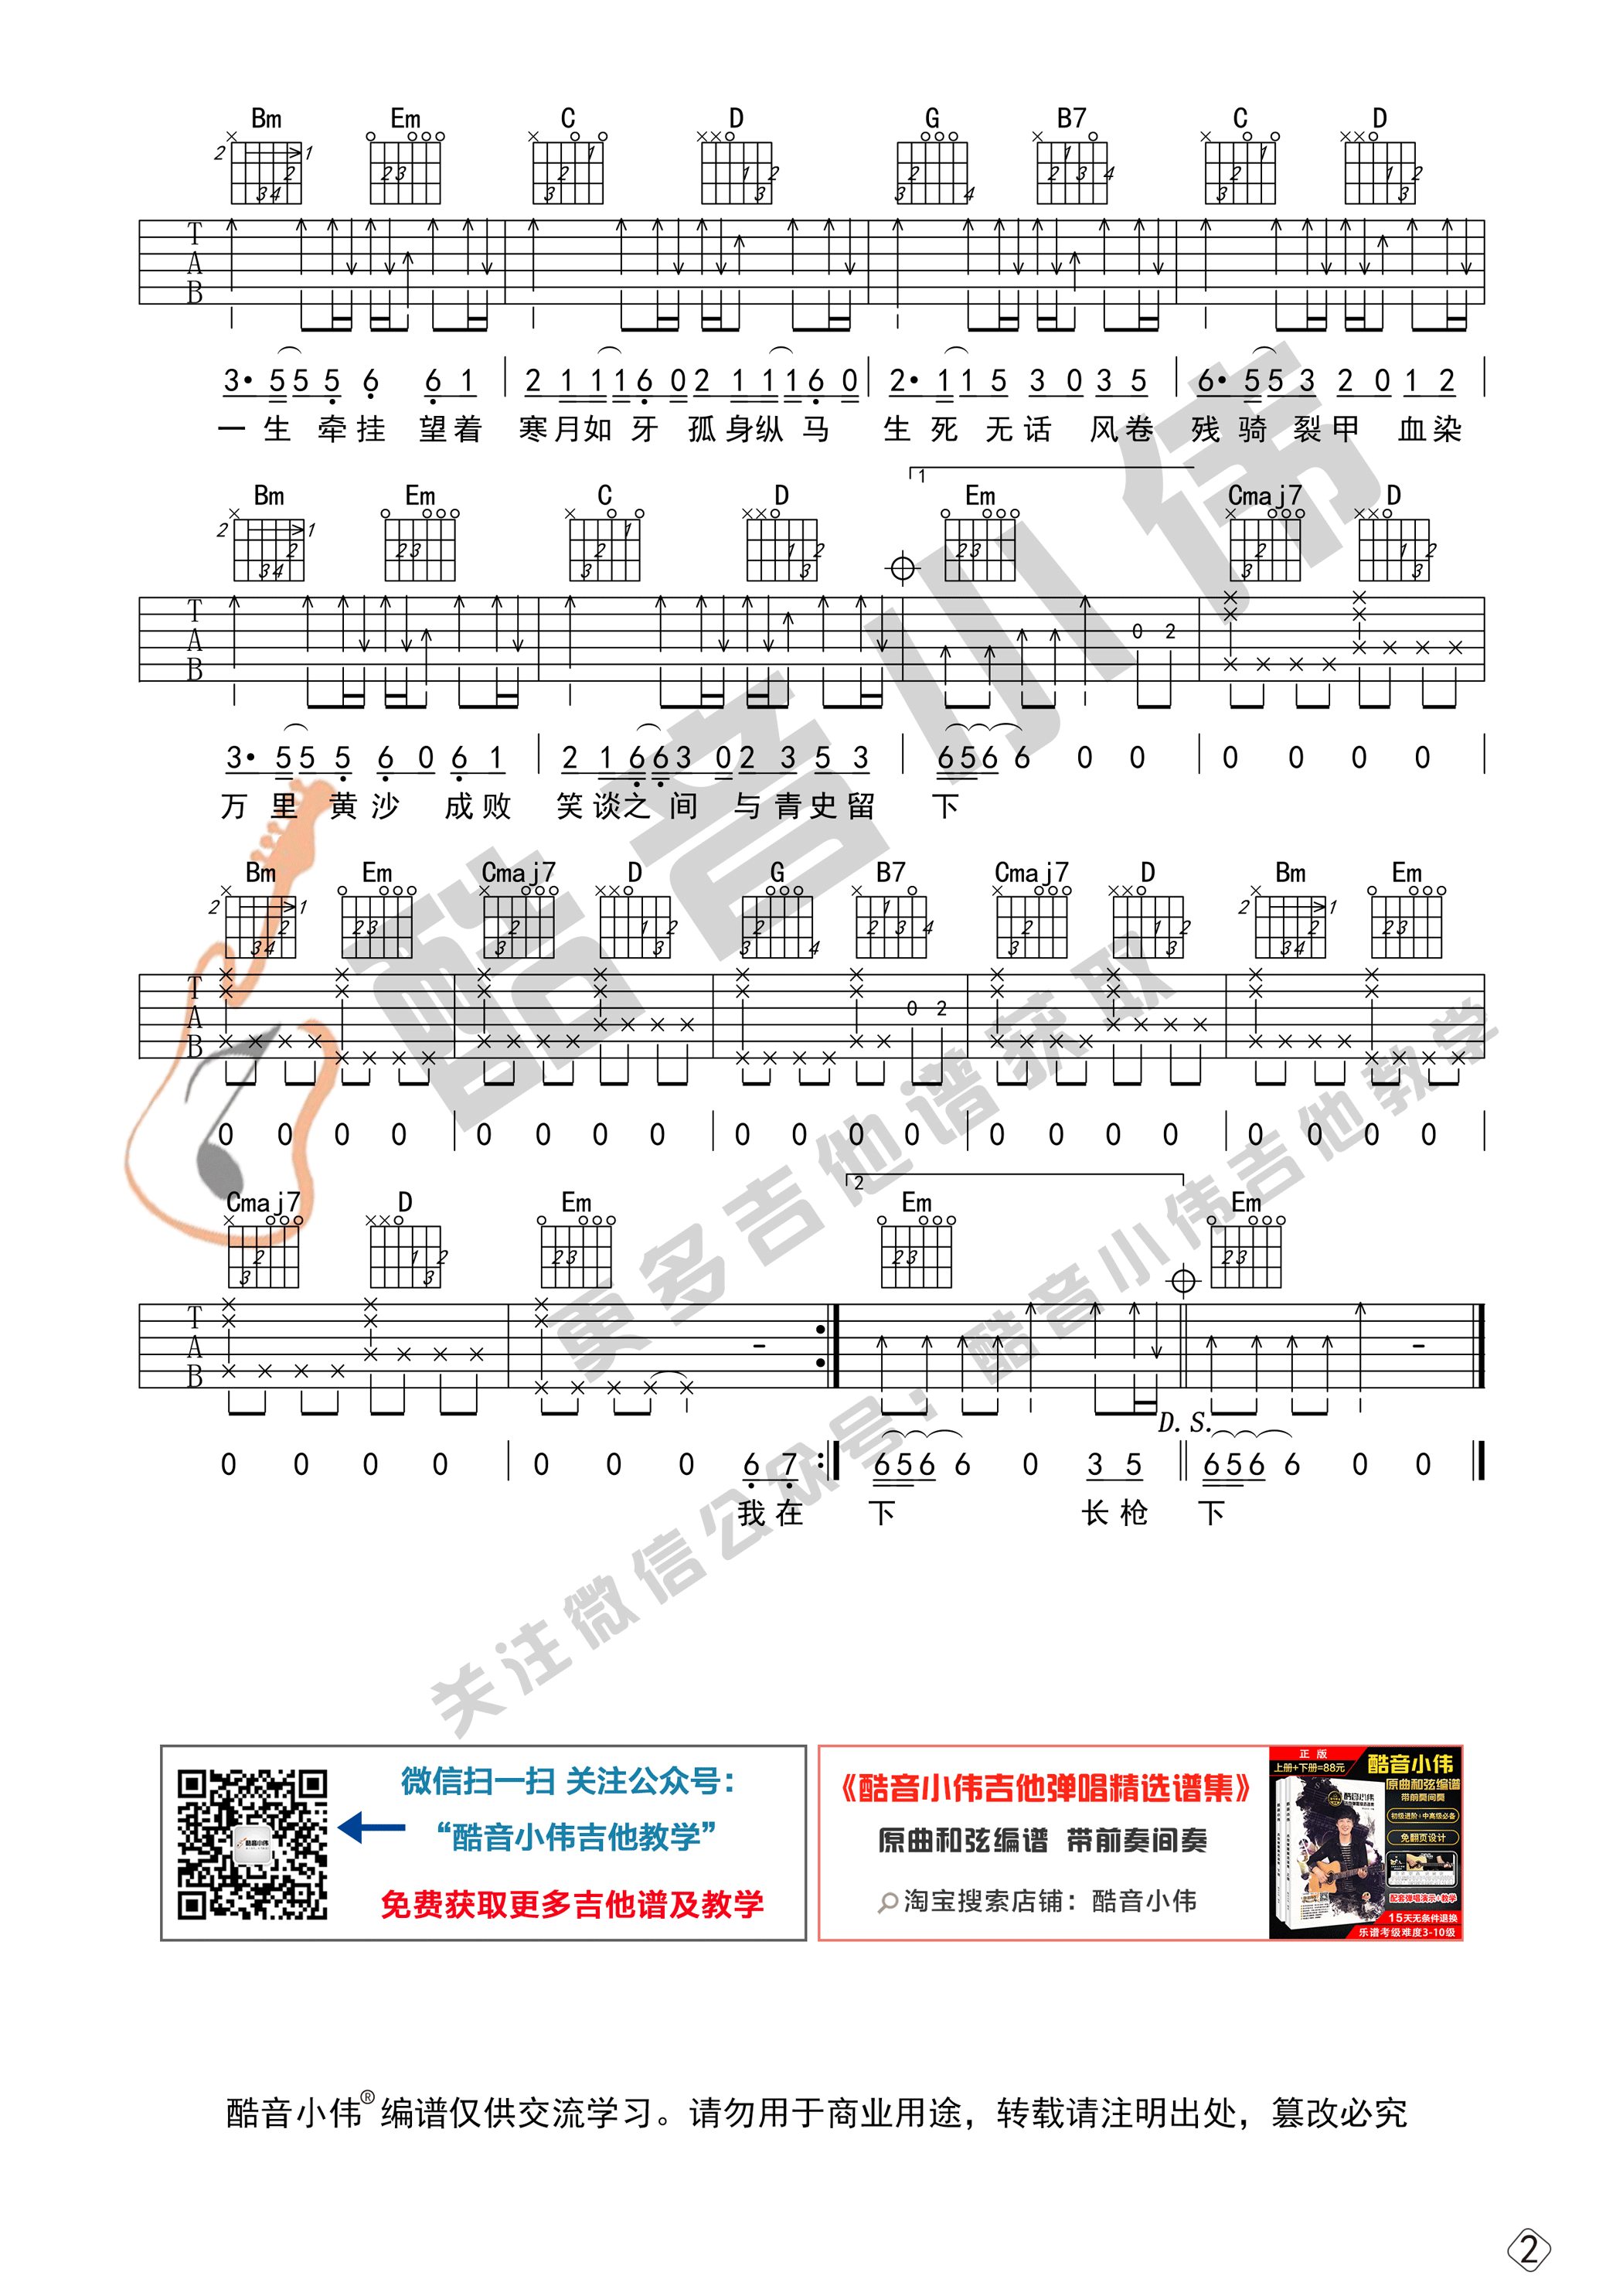 Bm Em C D G B7 C D
3· 5 5 5 6 6 1 2 1 1 1 6 0 2 1 1 1 6 0 2· 1 1 5 3 0 3 5 6· 5 5 3 2 0 1 2
一生 牵挂 望着 寒月如牙 孤身纵马 生死无话 风卷残骑裂甲 血染
1
Bm Em C D Em Cmaj7 D
T A B 0 2
3· 5 5 5 6 0 6 1 2 1 6 6 3 0 2 3 5 3 6 5 6 6 0 0 0 0 0 0
万里黄沙 成败 笑谈之间 与青史留 下
Bm Em Cmaj7 D G B7 Cmaj7 D Bm Em
T A B 0 2
0 0 0 0 0 0 0 0 0 0 0 0 0 0 0 0 0 0 0 0
2
Cmaj7 D Em Em Em
T A B
D. S.
0 0 0 0 0 0 0 6 7 6 5 6 6 0 3 5 6 5 6 6 0 0
我在 下 长枪 下
酷音小伟
更多吉他谱获取
关注微信公众号：酷音小伟吉他教学
微信扫一扫 关注公众号：
“酷音小伟吉他教学”
免费获取更多吉他谱及教学
酷音小伟
《酷音小伟吉他弹唱精选谱集》
原曲和弦编谱 带前奏间奏
淘宝搜索店铺：酷音小伟
正版
上册+下册=88元
酷音小伟
原曲和弦编谱
带前奏间奏
初级进阶+中高级必备
免翻页设计
配套弹唱演示+教学
15天无条件退换
乐谱考级难度3-10级
酷音小伟® 编谱仅供交流学习。请勿用于商业用途，转载请注明出处，篡改必究
2